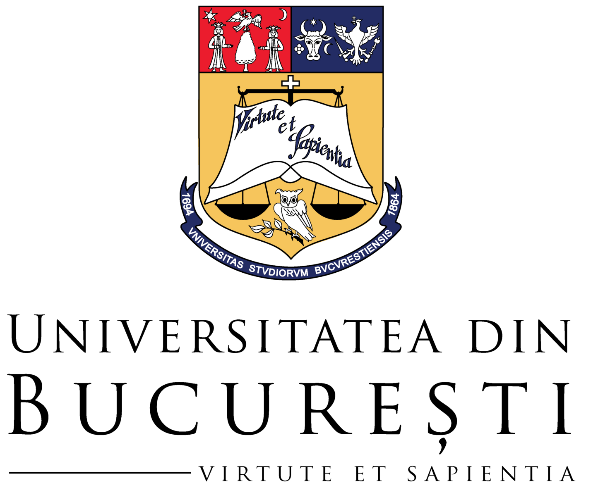 Virtute
et
Sapientia
1694 VNIVERSITAS STVDIORVM BVCVRESTIENSIS 1864
UNIVERSITATEA DIN
BUCUREȘTI
VIRTUTE ET SAPIENTIA